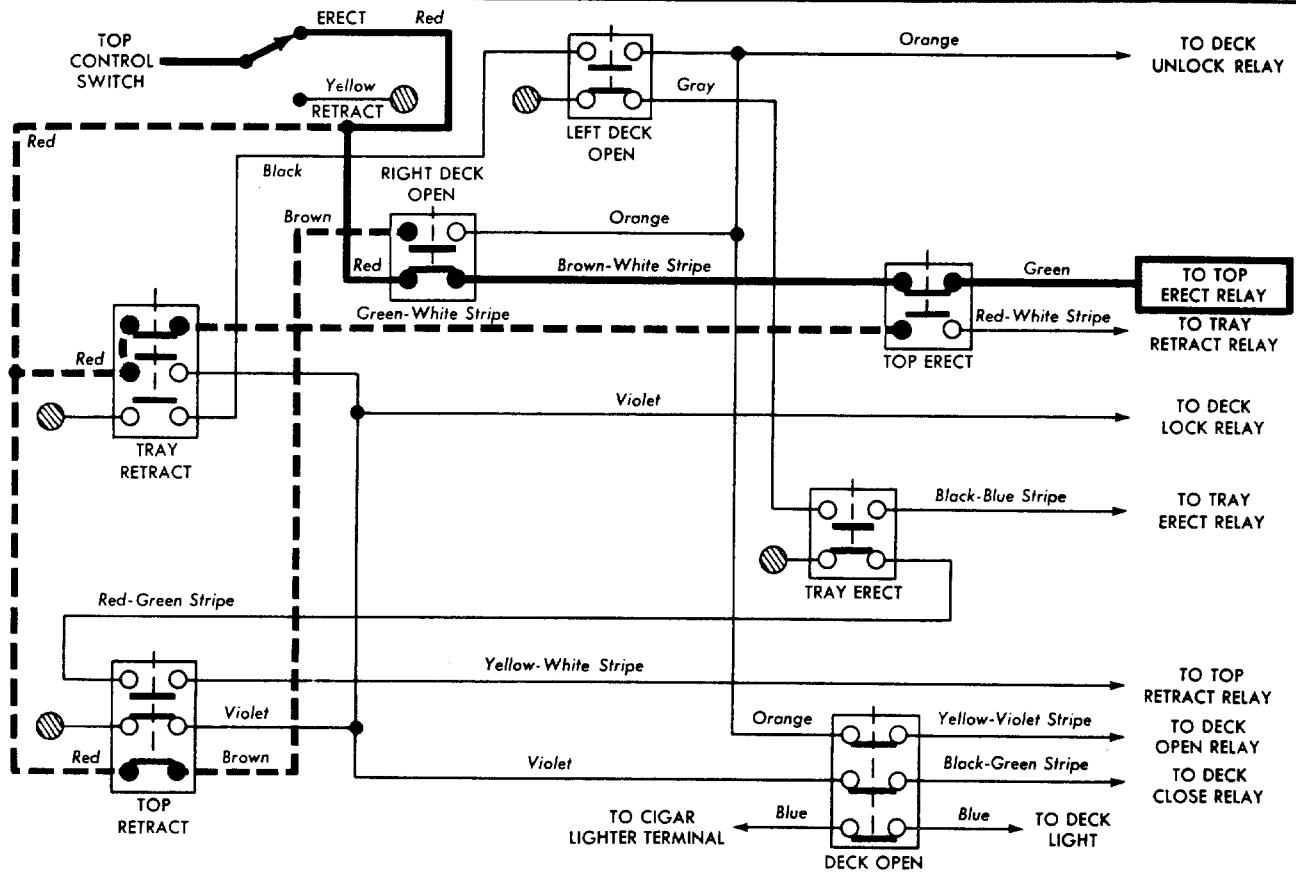 ERECT
Red
TOP
CONTROL
SWITCH
Yellow
RETRACT
Orange
TO DECK
UNLOCK RELAY
Gray
LEFT DECK
OPEN
Red
Black
RIGHT DECK
OPEN
Brown
Orange
Red
Brown-White Stripe
Green
TO TOP
ERECT RELAY
Green-White Stripe
Red-White Stripe
TO TRAY
RETRACT RELAY
TOP ERECT
Red
Violet
TO DECK
LOCK RELAY
TRAY
RETRACT
Black-Blue Stripe
TO TRAY
ERECT RELAY
TRAY ERECT
Red-Green Stripe
Yellow-White Stripe
TO TOP
RETRACT RELAY
Violet
Orange
Yellow-Violet Stripe
TO DECK
OPEN RELAY
Red
Brown
Violet
Black-Green Stripe
TO DECK
CLOSE RELAY
TOP
RETRACT
TO CIGAR
LIGHTER TERMINAL
Blue
Blue
TO DECK
LIGHT
DECK OPEN